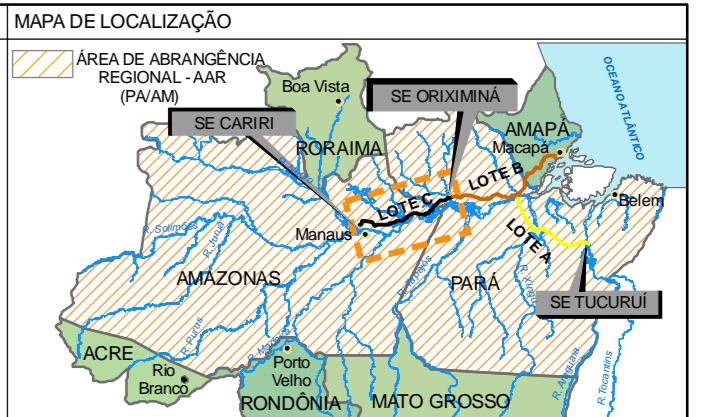 MAPA DE LOCALIZAÇÃO
ÁREA DE ABRANGÊNCIA
REGIONAL - AAR
(PA/AM)
OCEANO ATLÂNTICO
Boa Vista
SE ORIXIMINÁ
SE CARIRI
RORAIMA
AMAPÁ
Macapá
LOTE B
LOTE C
Belem
Manaus
R. Solimões
R. Juruá
LOTE A
AMAZONAS
R. Tapajós
PARÁ
R. Xingu
SE TUCURUÍ
R. Purus
R. Madeira
ACRE
Rio
Branco
Porto
Velho
RONDÔNIA
MATO GROSSO
R. Araguaia
R. Tocantins